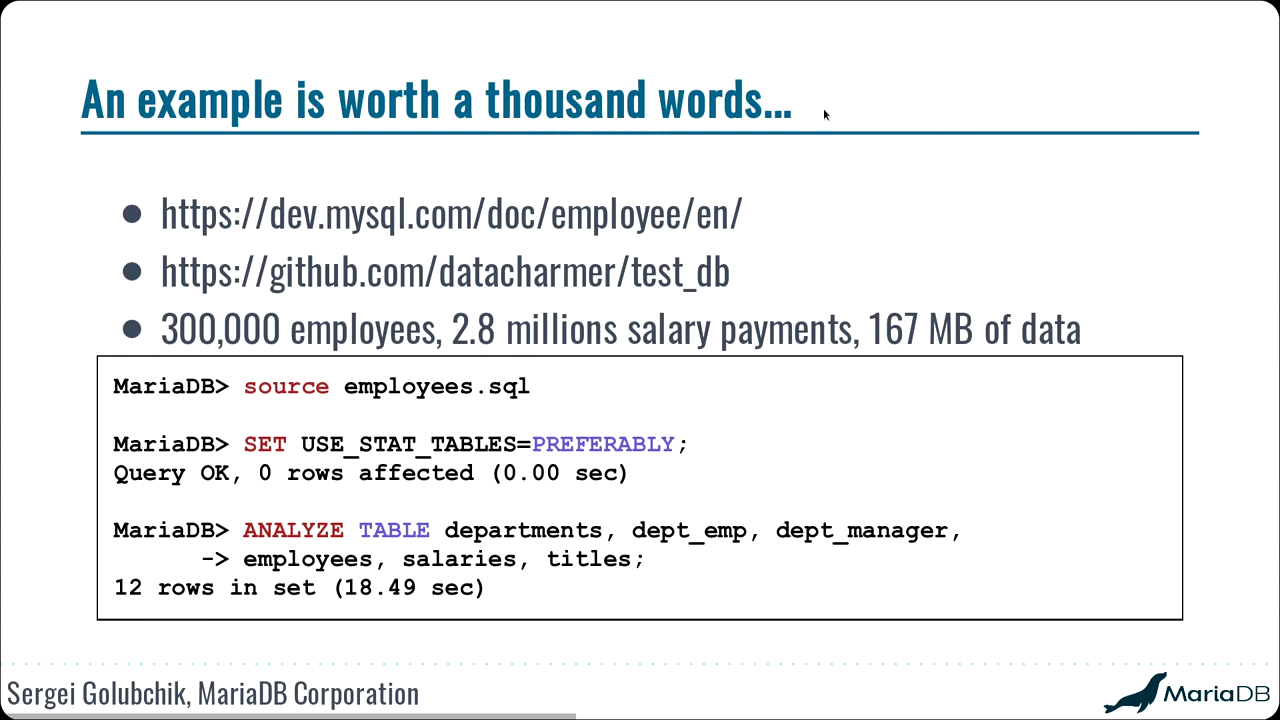 An example is worth a thousand words...
● https://dev.mysql.com/doc/employee/en/
● https://github.com/datacharmer/test_db
● 300,000 employees, 2.8 millions salary payments, 167 MB of data
MariaDB> source employees.sql
MariaDB> SET USE_STAT_TABLES=PREFERABLY;
Query OK, 0 rows affected (0.00 sec)
MariaDB> ANALYZE TABLE departments, dept_emp, dept_manager,
-> employees, salaries, titles;
12 rows in set (18.49 sec)
Sergei Golubchik, MariaDB Corporation
MariaDB